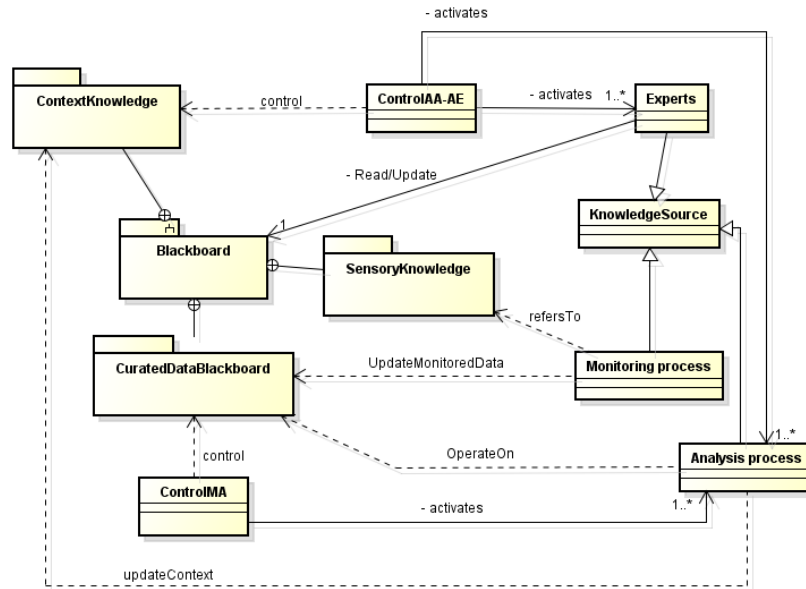 - activates
ContextKnowledge
control
ControlAA-AE
- activates
1..*
Experts
- Read/Update
1
KnowledgeSource
Blackboard
SensoryKnowledge
refersTo
CuratedDataBlackboard
UpdateMonitoredData
Monitoring process
1..*
OperateOn
Analysis process
control
ControlMA
- activates
1..*
updateContext